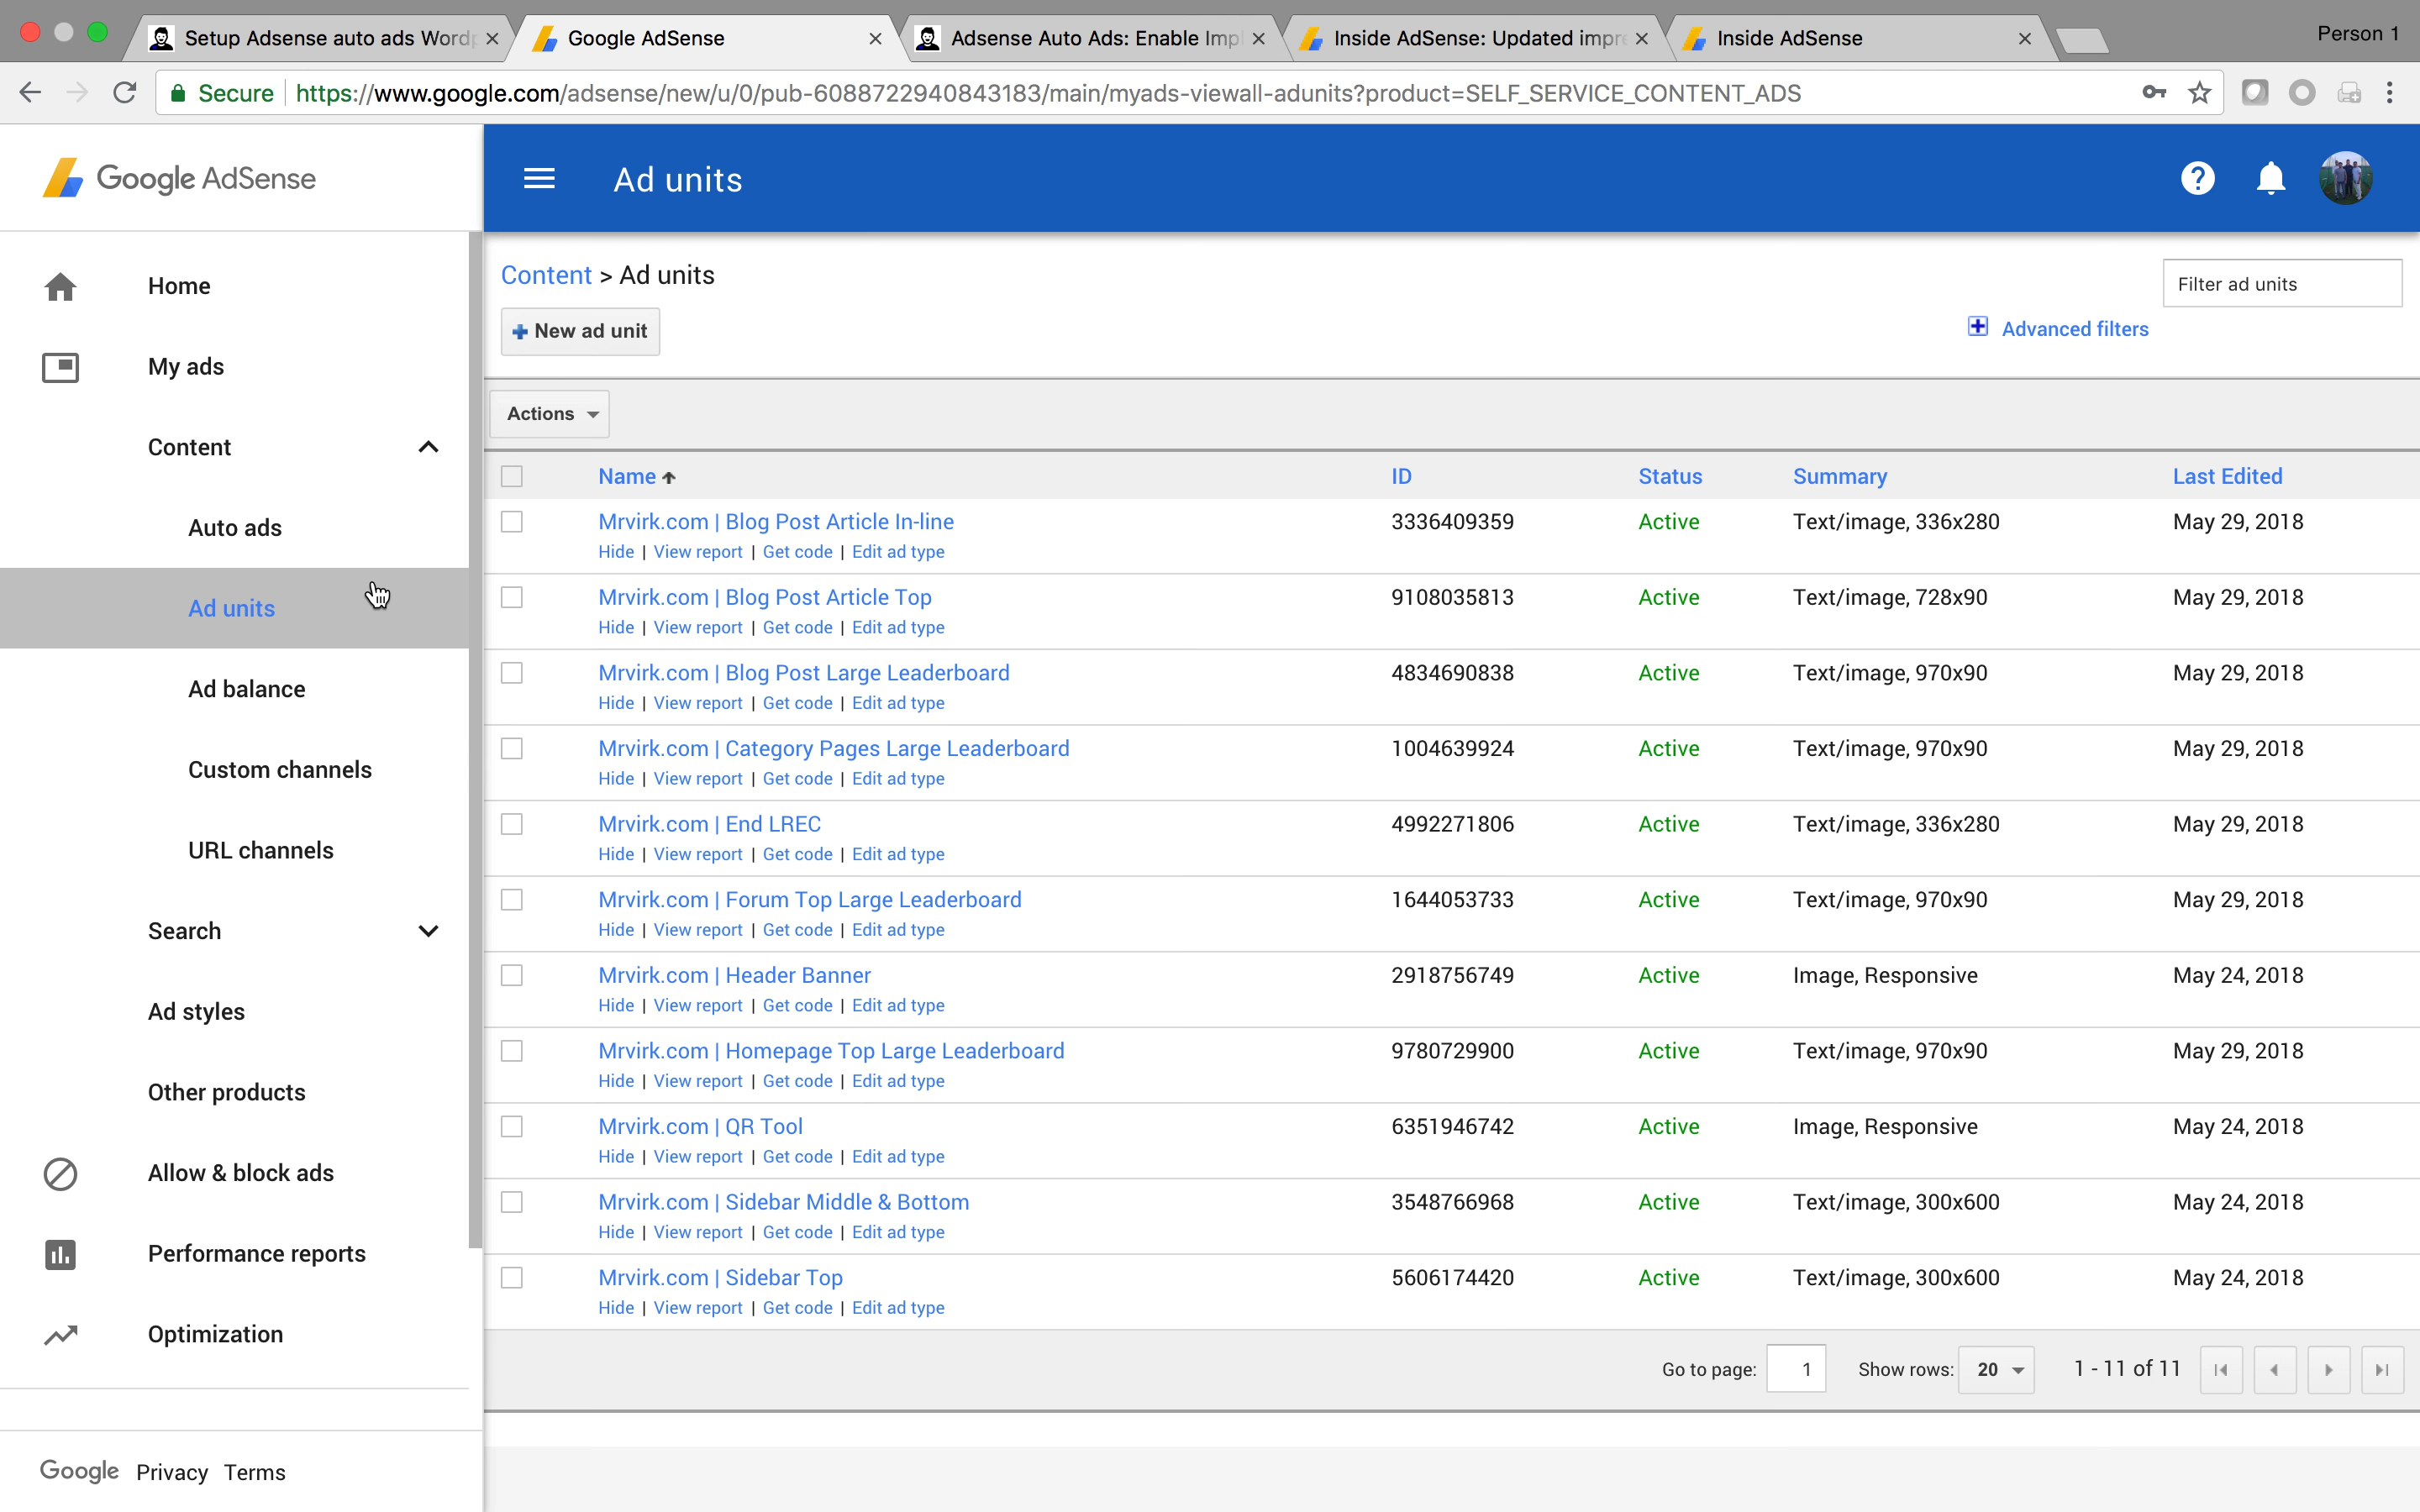 Setup Adsense auto ads Wordp
Google AdSense
Adsense Auto Ads: Enable Impl
Inside AdSense: Updated impre
Inside AdSense
Person 1
Secure
https://www.google.com/adsense/new/u/0/pub-6088722940843183/main/myads-viewall-adunits?product=SELF_SERVICE_CONTENT_ADS
Google AdSense
Ad units
Home
My ads
Content
Auto ads
Ad units
Ad balance
Custom channels
URL channels
Search
Ad styles
Other products
Allow & block ads
Performance reports
Optimization
Google Privacy Terms
Content > Ad units
Filter ad units
New ad unit
Advanced filters
Actions
Name ID Status Summary Last Edited
Mrvirk.com | Blog Post Article In-line 3336409359 Active Text/image, 336x280 May 29, 2018
Hide | View report | Get code | Edit ad type
Mrvirk.com | Blog Post Article Top 9108035813 Active Text/image, 728x90 May 29, 2018
Hide | View report | Get code | Edit ad type
Mrvirk.com | Blog Post Large Leaderboard 4834690838 Active Text/image, 970x90 May 29, 2018
Hide | View report | Get code | Edit ad type
Mrvirk.com | Category Pages Large Leaderboard 1004639924 Active Text/image, 970x90 May 29, 2018
Hide | View report | Get code | Edit ad type
Mrvirk.com | End LREC 4992271806 Active Text/image, 336x280 May 29, 2018
Hide | View report | Get code | Edit ad type
Mrvirk.com | Forum Top Large Leaderboard 1644053733 Active Text/image, 970x90 May 29, 2018
Hide | View report | Get code | Edit ad type
Mrvirk.com | Header Banner 2918756749 Active Image, Responsive May 24, 2018
Hide | View report | Get code | Edit ad type
Mrvirk.com | Homepage Top Large Leaderboard 9780729900 Active Text/image, 970x90 May 29, 2018
Hide | View report | Get code | Edit ad type
Mrvirk.com | QR Tool 6351946742 Active Image, Responsive May 24, 2018
Hide | View report | Get code | Edit ad type
Mrvirk.com | Sidebar Middle & Bottom 3548766968 Active Text/image, 300x600 May 24, 2018
Hide | View report | Get code | Edit ad type
Mrvirk.com | Sidebar Top 5606174420 Active Text/image, 300x600 May 24, 2018
Hide | View report | Get code | Edit ad type
Go to page: 1 Show rows: 20 1 - 11 of 11